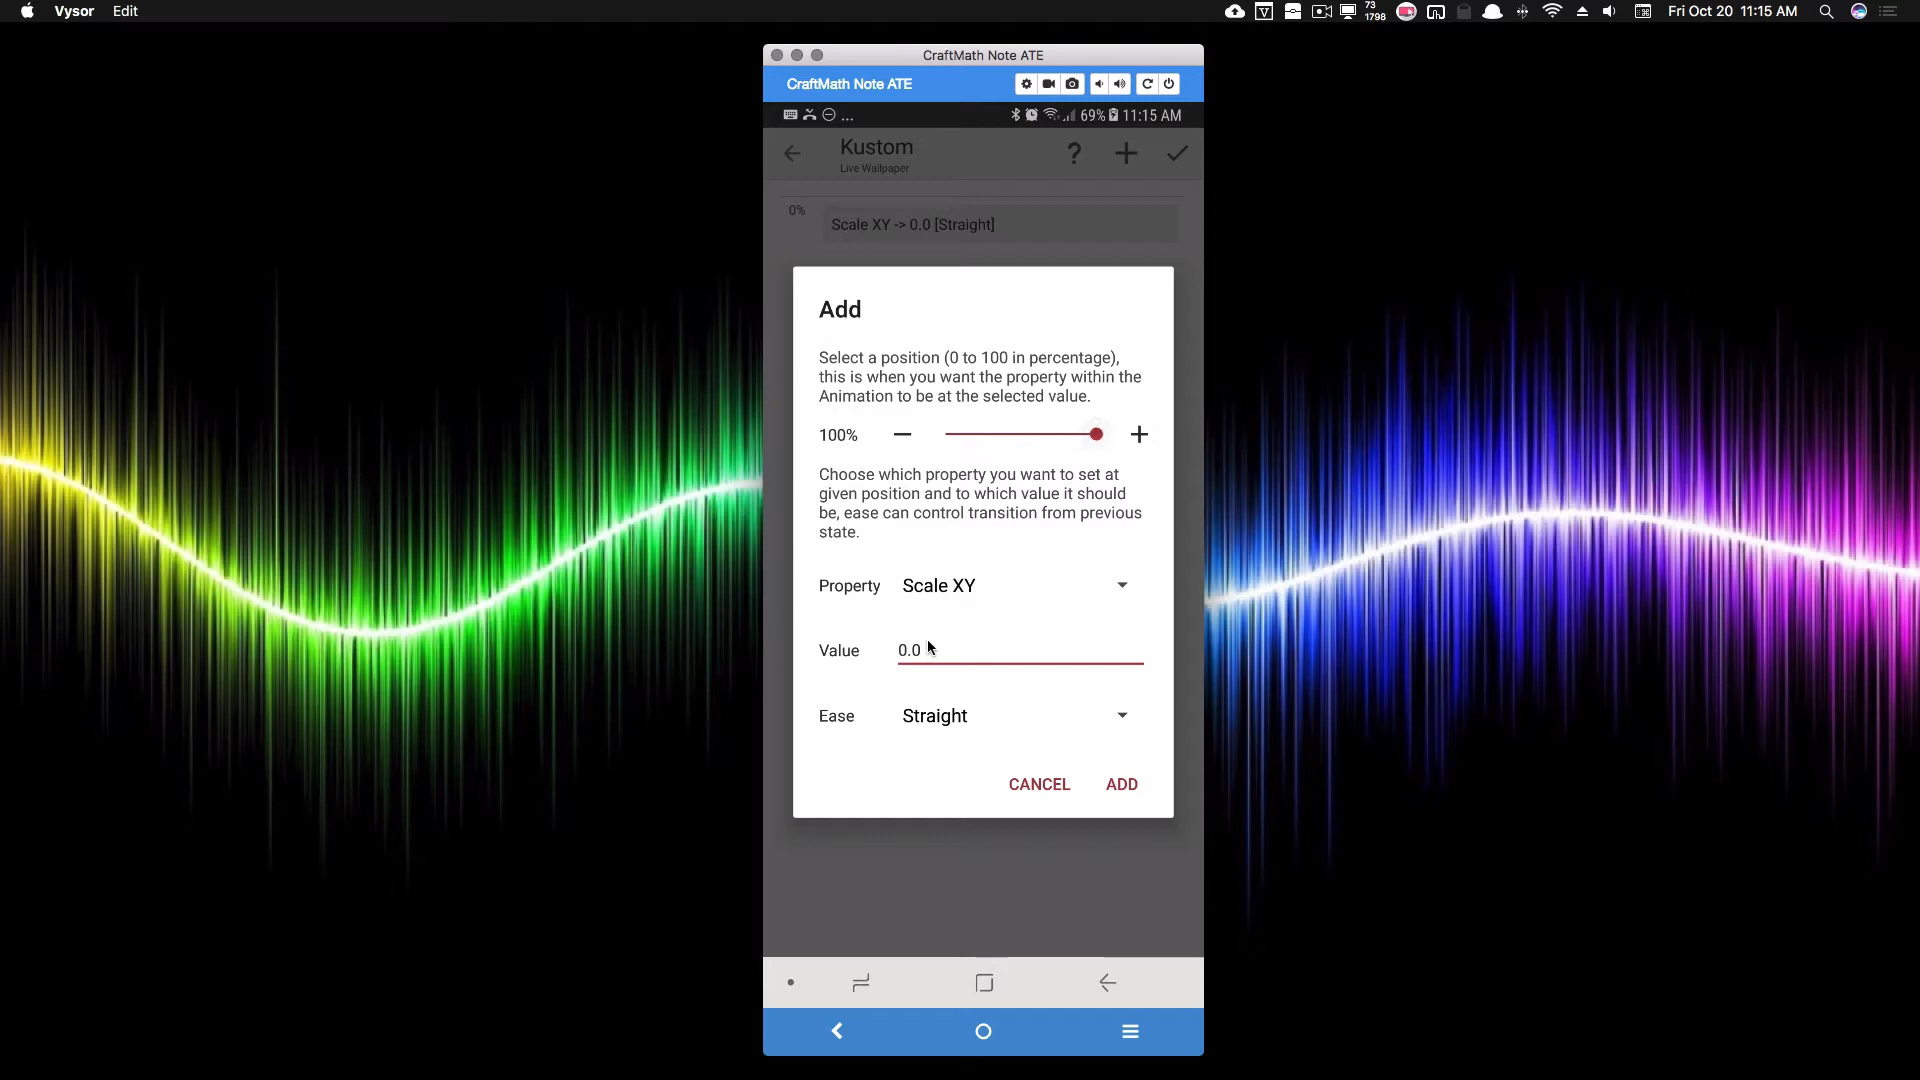 Vysor Edit
73
1798
Fri Oct 20 11:15 AM
CraftMath Note ATE
CraftMath Note ATE
... 69% 11:15 AM
Kustom
Live Wallpaper
?
0%
Scale XY -> 0.0 [Straight]
Add
Select a position (0 to 100 in percentage),
this is when you want the property within the
Animation to be at the selected value.
100%
Choose which property you want to set at
given position and to which value it should
be, ease can control transition from previous
state.
Property Scale XY
Value 0.0
Ease Straight
CANCEL ADD